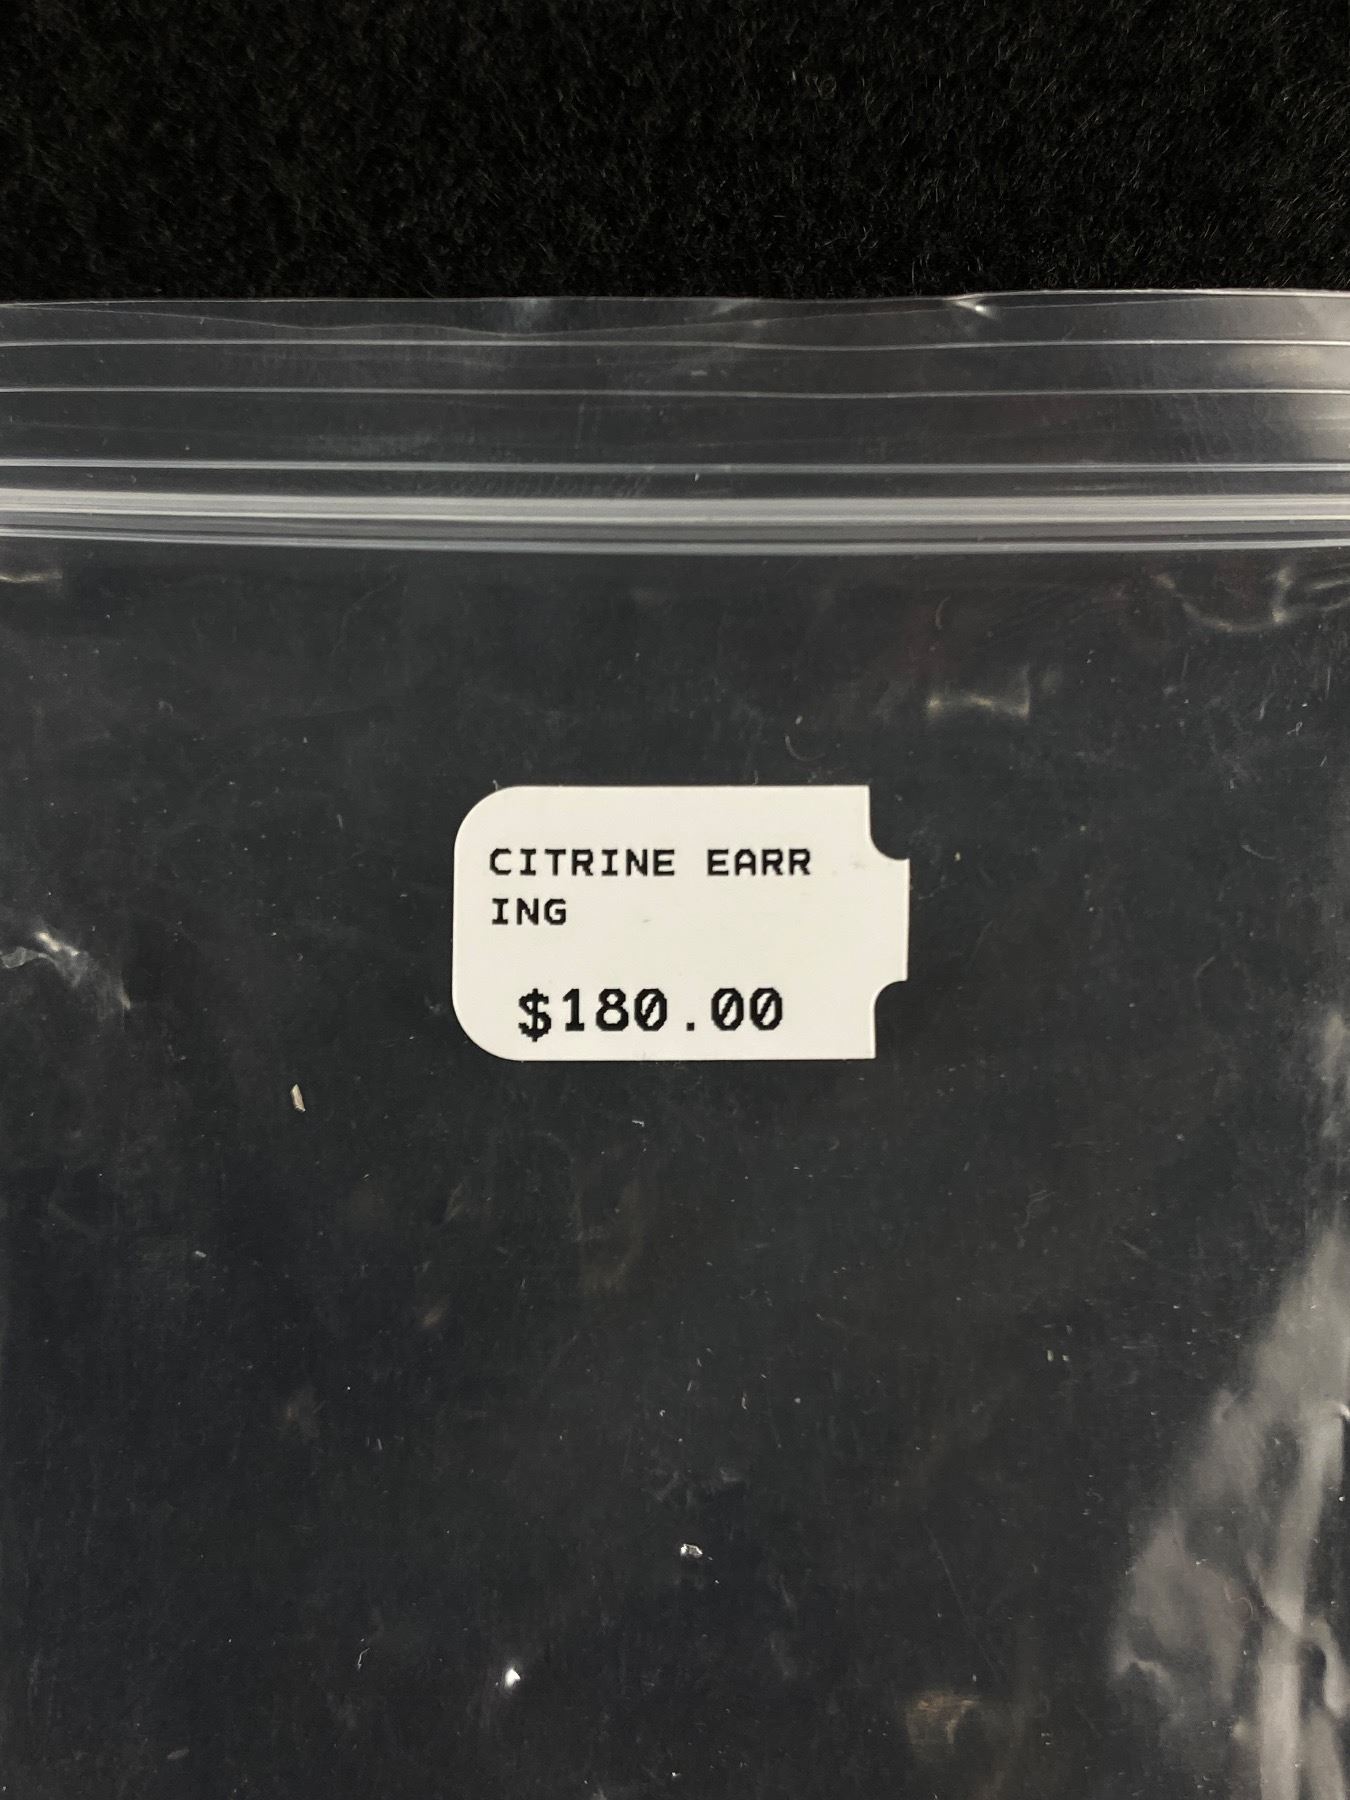 CITRINE EARR
ING
$180.00